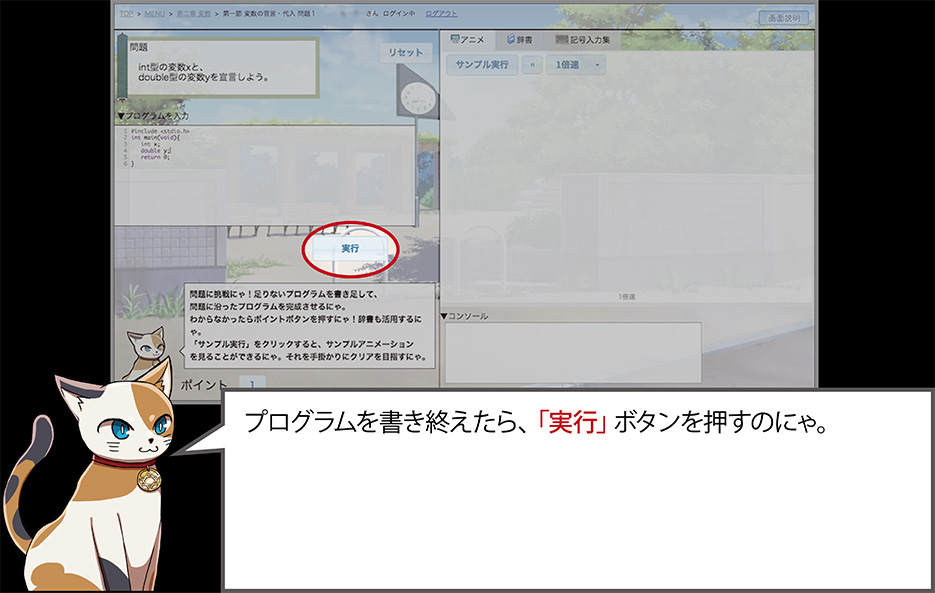 TOP > MENU > 第二章 変数 > 第一節 変数の宣言・代入 問題1 さん ログイン中 ログアウト
画面説明
問題
int型の変数xと、
double型の変数yを宣言しよう。
リセット
▼プログラムを入力
1 #include <stdio.h>
2 int main(void){
3 int x;
4 double y;
5 return 0;
6 }
実行
問題に挑戦にゃ！足りないプログラムを書き足して、
問題に沿ったプログラムを完成させるにゃ。
わからなかったらポイントボタンを押すにゃ！辞書も活用するに
ゃ。
「サンプル実行」をクリックすると、サンプルアニメーション
を見ることができるにゃ。それを手掛かりにクリアを目指すにゃ。
ポイント 1
アニメ 辞書 記号入力集
サンプル実行 1倍速
1倍速
▼コンソール
プログラムを書き終えたら、「実行」ボタンを押すのにゃ。